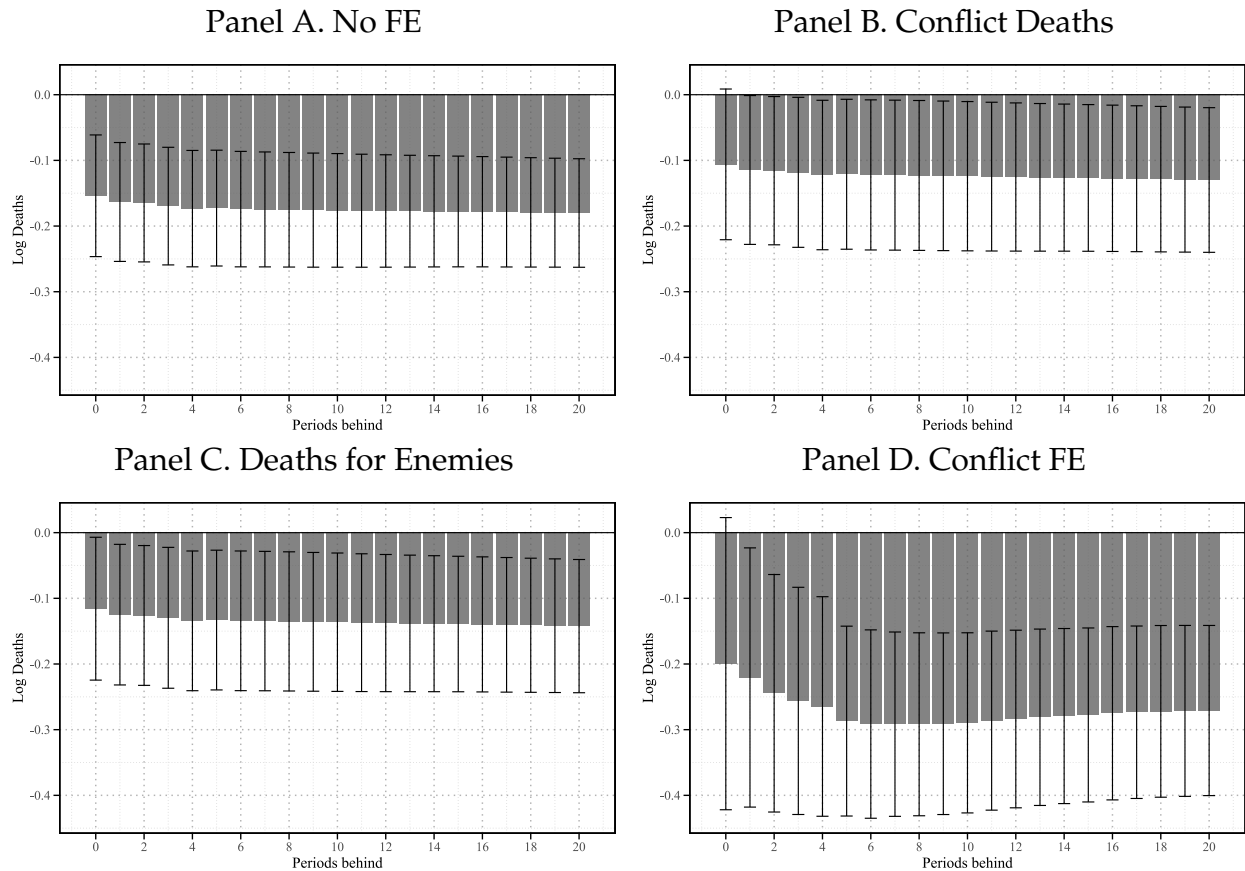 Panel A. No FE
0.0
-0.1
-0.2
-0.3
-0.4
Log Deaths
0 2 4 6 8 10 12 14 16 18 20
Periods behind
Panel B. Conflict Deaths
0.0
-0.1
-0.2
-0.3
-0.4
Log Deaths
0 2 4 6 8 10 12 14 16 18 20
Periods behind
Panel C. Deaths for Enemies
0.0
-0.1
-0.2
-0.3
-0.4
Log Deaths
0 2 4 6 8 10 12 14 16 18 20
Periods behind
Panel D. Conflict FE
0.0
-0.1
-0.2
-0.3
-0.4
Log Deaths
0 2 4 6 8 10 12 14 16 18 20
Periods behind